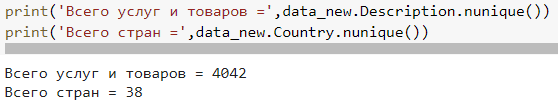 print('Всего услуг и товаров =',data_new.Description.nunique())
print('Всего стран =',data_new.Country.nunique())
Всего услуг и товаров = 4042
Всего стран = 38